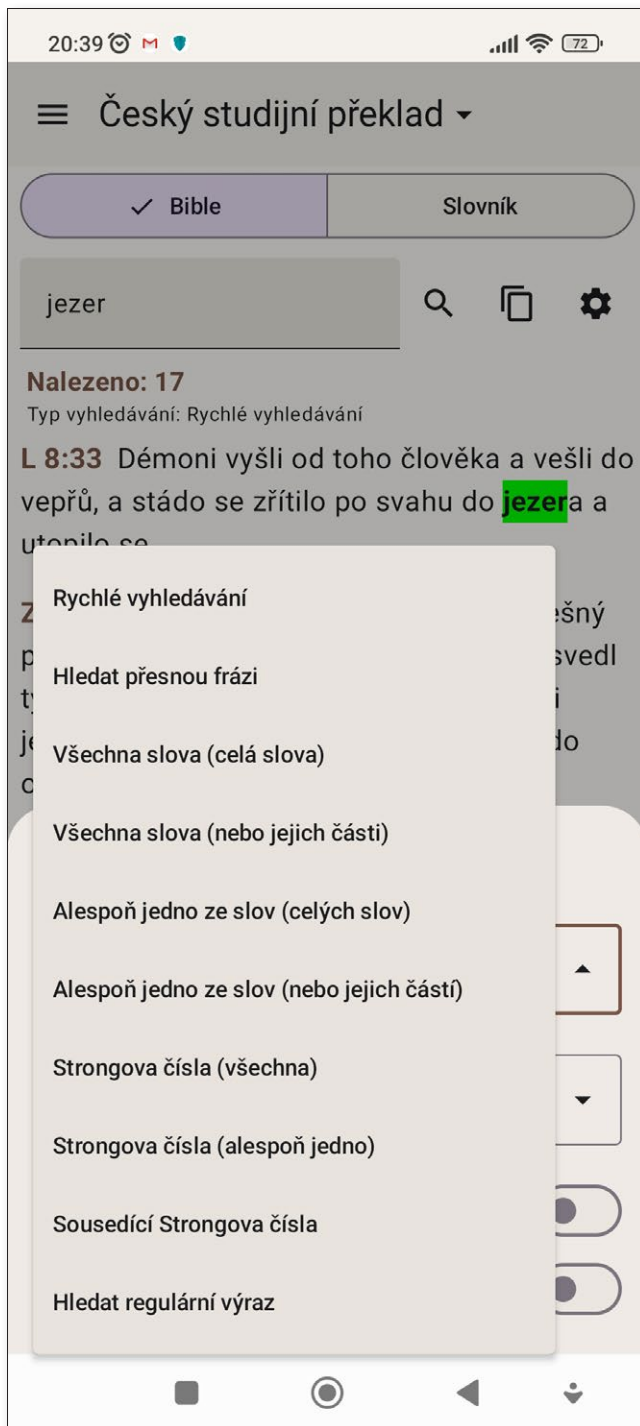 20:39
72
Český studijní překlad
Bible
Slovník
jezer
Nalezeno: 17
Typ vyhledávání: Rychlé vyhledávání
L 8:33 Démoni vyšli od toho člověka a vešli do
vepřů, a stádo se zřítilo po svahu do jezera a
utopilo se
Rychlé vyhledávání
Hledat přesnou frázi
Všechna slova (celá slova)
Všechna slova (nebo jejich části)
Alespoň jedno ze slov (celých slov)
Alespoň jedno ze slov (nebo jejich částí)
Strongova čísla (všechna)
Strongova čísla (alespoň jedno)
Sousedící Strongova čísla
Hledat regulární výraz